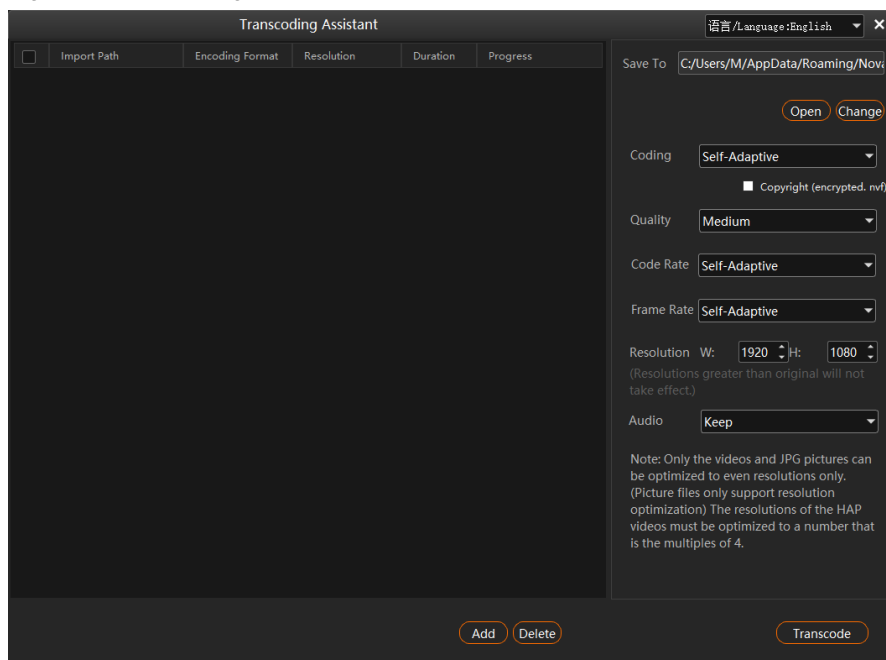 Transcoding Assistant
语言/Language:English
Import Path Encoding Format Resolution Duration Progress
Save To C:/Users/M/AppData/Roaming/Nova
Open Change
Coding Self-Adaptive
Copyright (encrypted. nvf)
Quality Medium
Code Rate Self-Adaptive
Frame Rate Self-Adaptive
Resolution W: 1920 H: 1080
(Resolutions greater than original will not
take effect.)
Audio Keep
Note: Only the videos and JPG pictures can
be optimized to even resolutions only.
(Picture files only support resolution
optimization) The resolutions of the HAP
videos must be optimized to a number that
is the multiples of 4.
Add Delete
Transcode